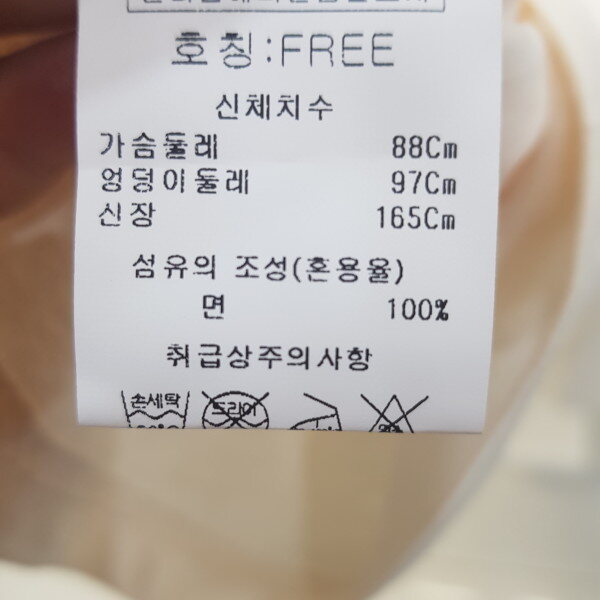 호칭:FREE
신체치수
가슴둘레 88Cm
엉덩이둘레 97Cm
신장 165Cm
섬유의 조성(혼용율)
면 100%
취급상주의사항
손세탁 드라이